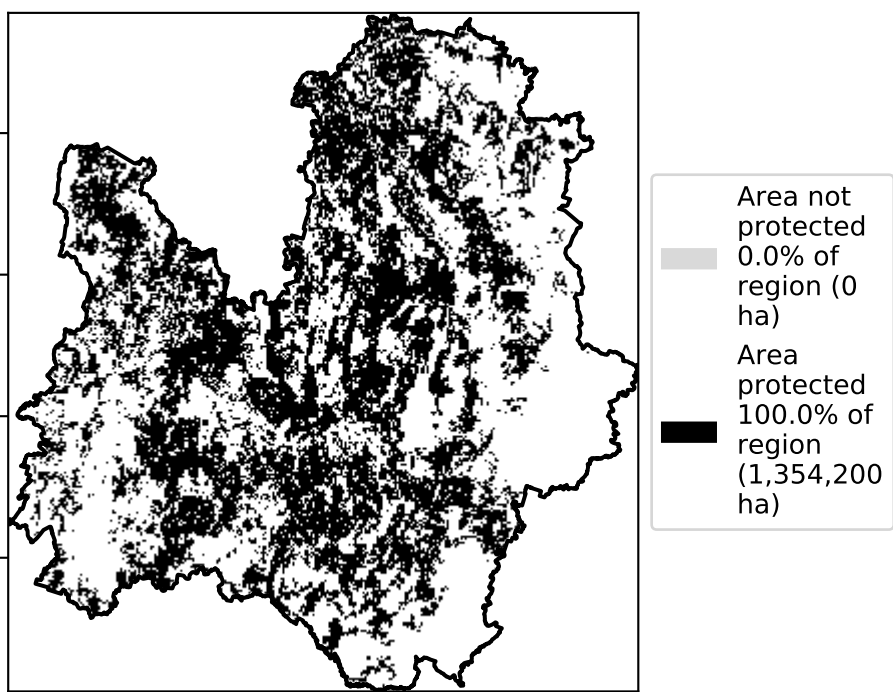 Area not
protected
0.0% of
region (0
ha)
Area
protected
100.0% of
region
(1,354,200
ha)